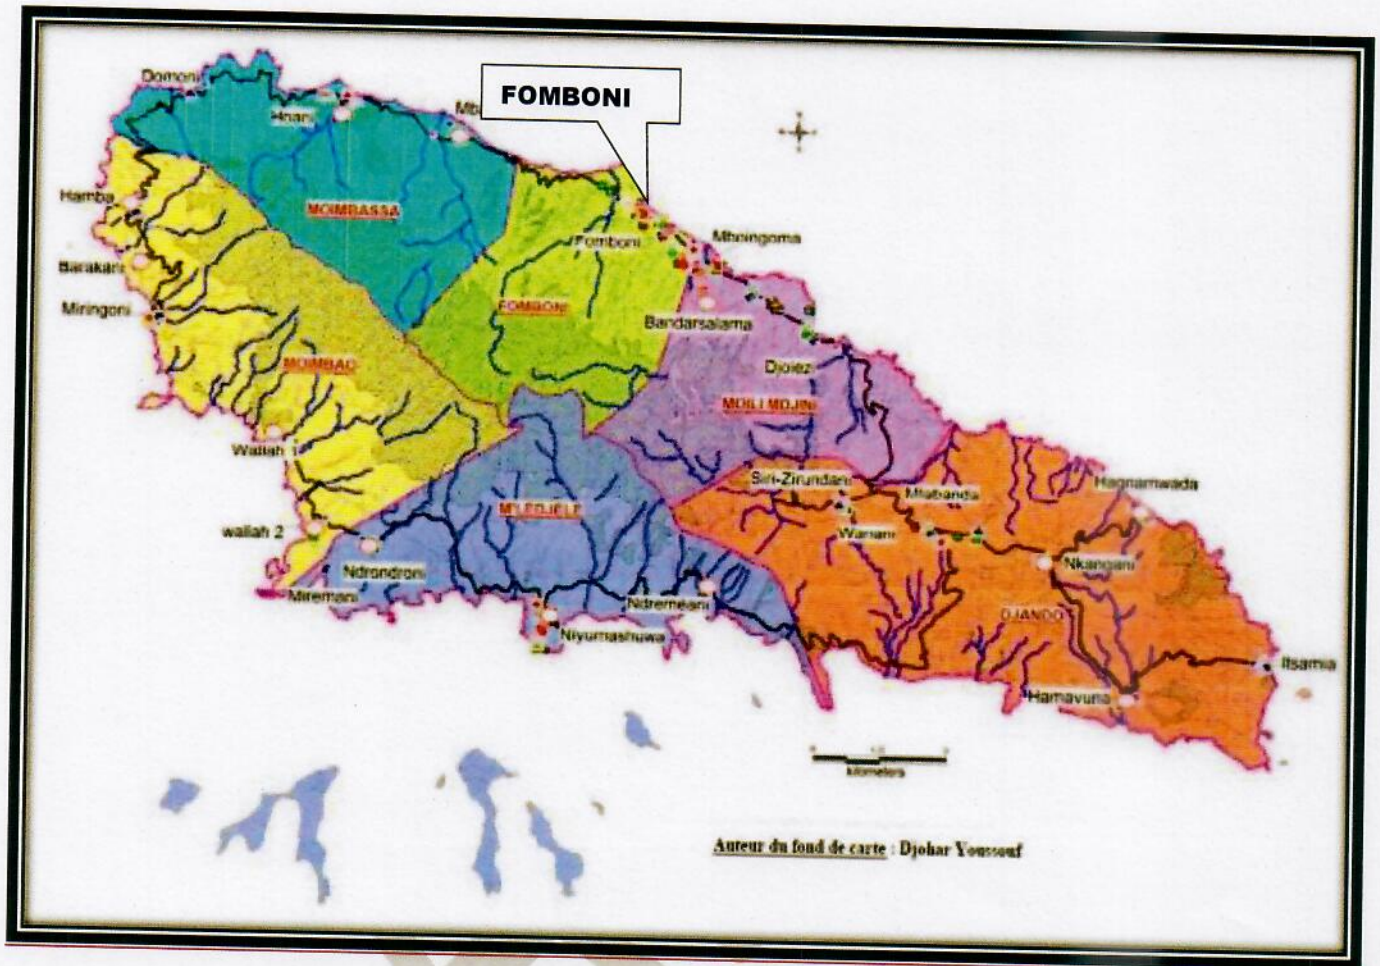 FOMBONI
Domoni
Hoani
Hamba
MOIMBASSA
Fomboni
Mboingoma
Barakani
Miringoni
FOMBONI
Bandarsalama
MOIMBAO
Djoiezi
MOILI MDJINI
Wallah 1
Siri-Zirundani
Mlabanda
Hagnamwada
M'LEDJELE
wallah 2
Wanani
Nkangani
Ndrondroni
Miremani
Ndremeani
DJANDO
Niyumashuwa
Itsamia
Hamavuna
kilometers
Auteur du fond de carte : Djohar Youssouf